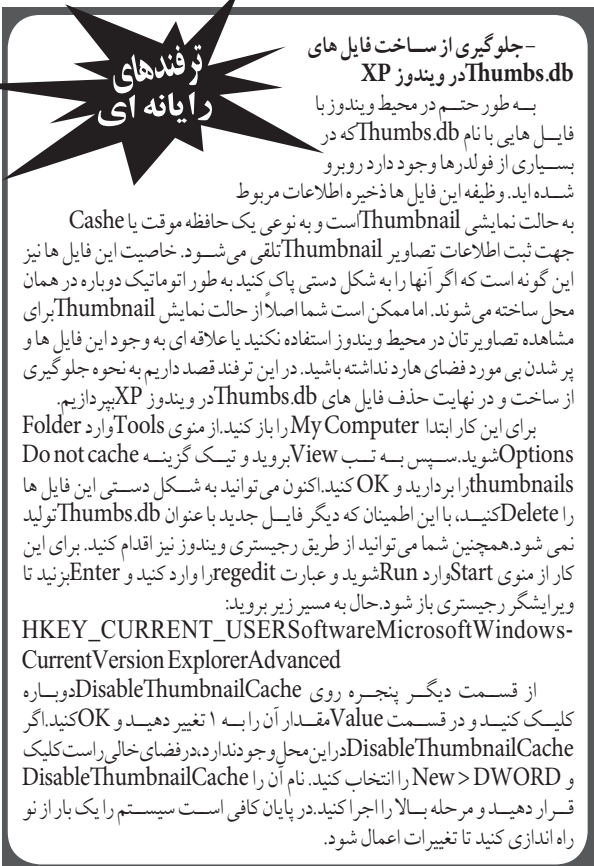 ترفندهای
رایانه ای
-جلوگیری از ساخت فایل های
Thumbs.db در ویندوز XP
به طور حتم در محیط ویندوز با
فایل هایی با نام Thumbs.db که در
بسیاری از فولدرها وجود دارد روبرو
شده اید. وظیفه این فایل ها ذخیره اطلاعات مربوط
به حالت نمایشی Thumbnail است و به نوعی یک حافظه موقت یا Cashe
جهت ثبت اطلاعات تصاویر Thumbnail تلقی می شود. خاصیت این فایل ها نیز
این گونه است که اگر آنها را به شکل دستی پاک کنید به طور اتوماتیک دوباره در همان
محل ساخته می شوند. اما ممکن است شما اصلاً از حالت نمایش Thumbnail برای
مشاهده تصاویرتان در محیط ویندوز استفاده نکنید یا علاقه ای به وجود این فایل ها و
پر شدن بی مورد فضای هارد نداشته باشید. در این ترفند قصد داریم به نحوه جلوگیری
از ساخت و در نهایت حذف فایل های Thumbs.db در ویندوز XP بپردازیم.
برای این کار ابتدا My Computer را باز کنید.از منوی Tools وارد Folder
Options شوید.سپس به تب View بروید و تیک گزینه Do not cache
thumbnails را بردارید و OK کنید.اکنون می توانید به شکل دستی این فایل ها
را Delete کنید، با این اطمینان که دیگر فایل جدید با عنوان Thumbs.db تولید
نمی شود.همچنین شما می توانید از طریق رجیستری ویندوز نیز اقدام کنید. برای این
کار از منوی Start وارد Run شوید و عبارت regedit را وارد کنید و Enter بزنید تا
ویرایشگر رجیستری باز شود.حال به مسیر زیر بروید:
HKEY_CURRENT_USERSoftwareMicrosoftWindows-
CurrentVersion ExplorerAdvanced
از قسمت دیگر پنجره روی DisableThumbnailCache دوباره
کلیک کنید و در قسمت Value مقدار آن را به ۱ تغییر دهید و OK کنید.اگر
DisableThumbnailCache در این محل وجود ندارد،در فضای خالی راست کلیک
و New > DWORD را انتخاب کنید. نام آن را DisableThumbnailCache
قرار دهید و مرحله بالا را اجرا کنید.در پایان کافی است سیستم را یک بار از نو
راه اندازی کنید تا تغییرات اعمال شود.